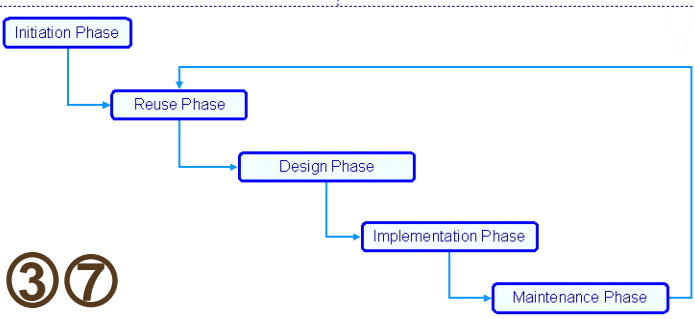 Initiation Phase
Reuse Phase
Design Phase
Implementation Phase
Maintenance Phase
③⑦